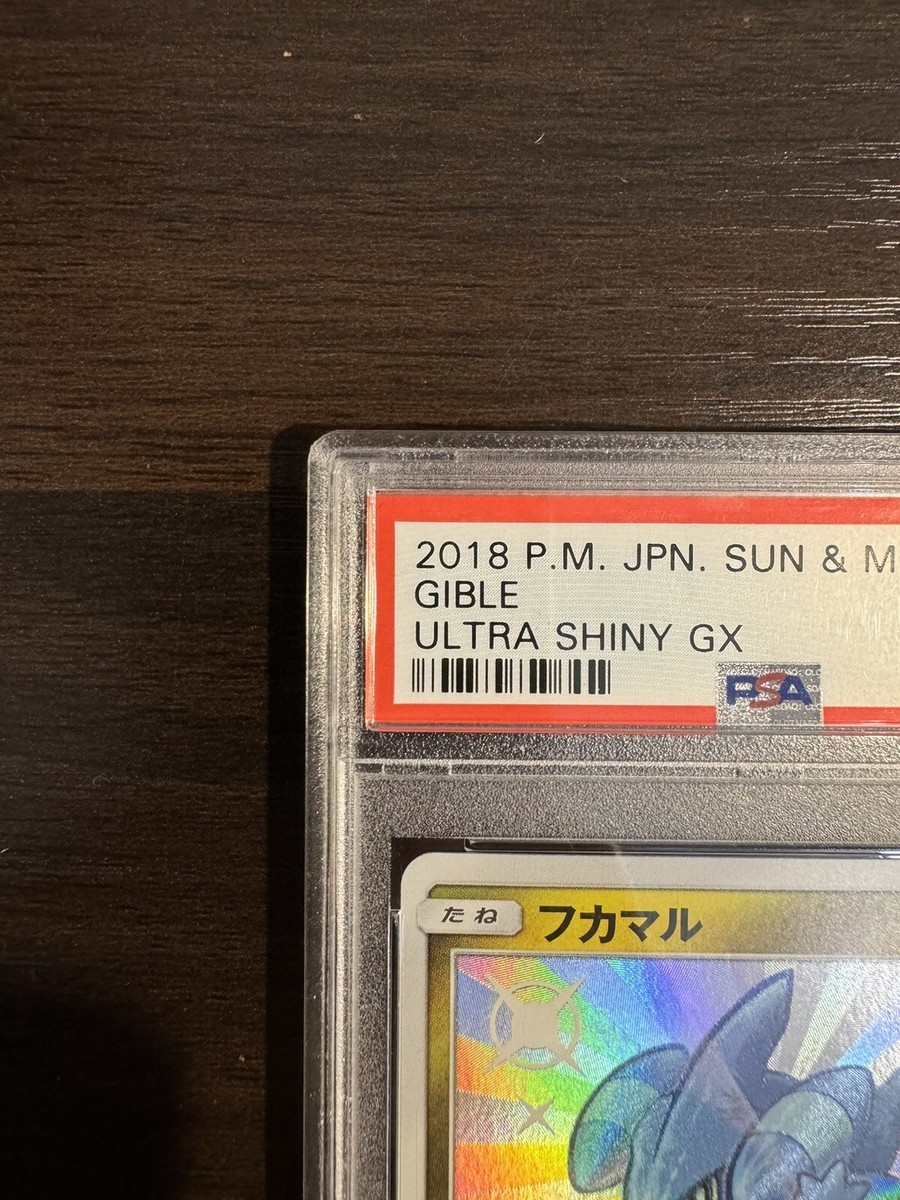 2018 P.M. JPN. SUN & M
GIBLE
ULTRA SHINY GX
PSA
たね フカマル